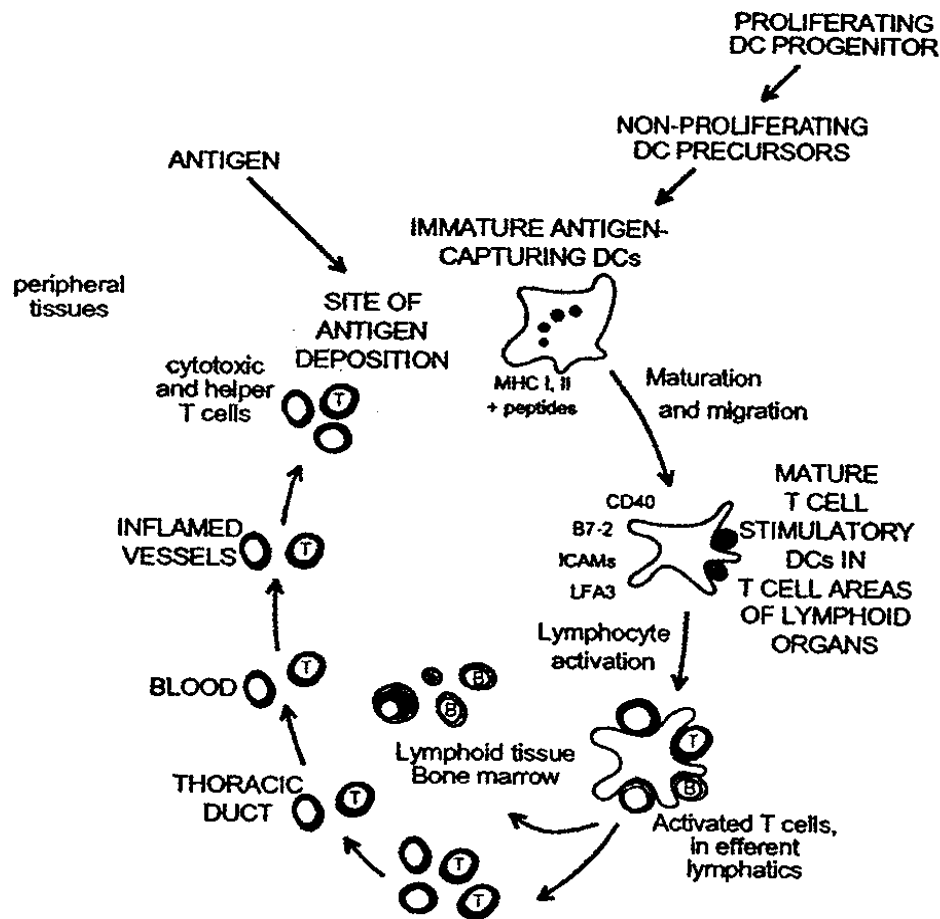 PROLIFERATING
DC PROGENITOR
NON-PROLIFERATING
DC PRECURSORS
ANTIGEN
IMMATURE ANTIGEN-
CAPTURING DCs
peripheral
tissues
SITE OF
ANTIGEN
DEPOSITION
MHC I, II
+ peptides
Maturation
and migration
cytotoxic
and helper
T cells
T
CD40
B7-2
ICAMs
LFA3
MATURE
T CELL
STIMULATORY
DCs IN
T CELL AREAS
OF LYMPHOID
ORGANS
INFLAMED
VESSELS
T
Lymphocyte
activation
BLOOD
T
B
B
Lymphoid tissue
Bone marrow
T
B
THORACIC
DUCT
T
Activated T cells,
in efferent
lymphatics
T
T